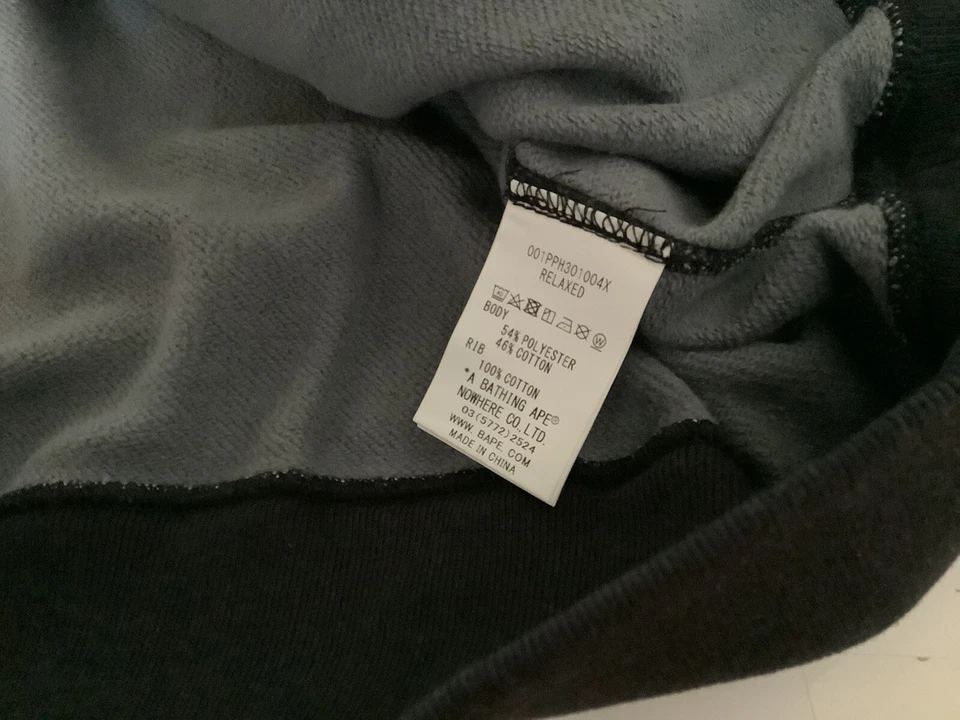 001PPH301004X
RELAXED
BODY
54% POLYESTER
46% COTTON
RIB
100% COTTON
*A BATHING APE®
NOWHERE CO., LTD.
03(5772)2524
WWW. BAPE. COM
MADE IN CHINA